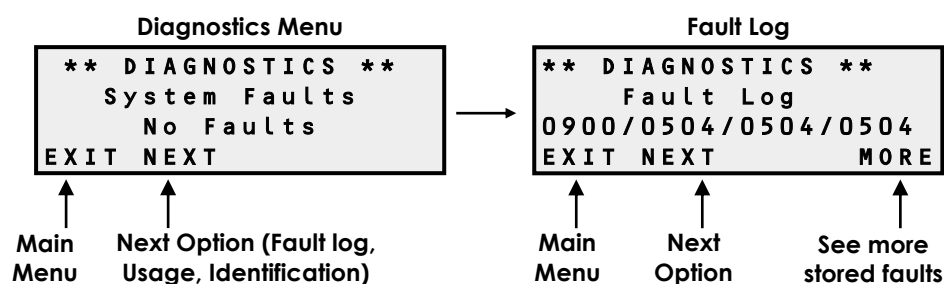 Diagnostics Menu
** DIAGNOSTICS **
System Faults
No Faults
EXIT NEXT
Main
Menu
Next Option (Fault log,
Usage, Identification)
Fault Log
** DIAGNOSTICS **
Fault Log
0900/0504/0504/0504
EXIT NEXT MORE
Main
Menu
Next
Option
See more
stored faults